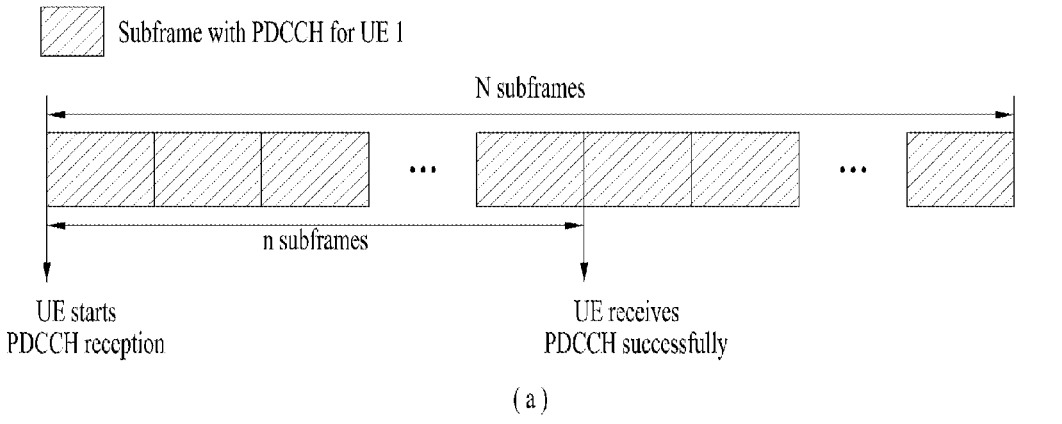 Subframe with PDCCH for UE 1
N subframes
... ...
n subframes
UE starts
PDCCH reception
UE receives
PDCCH successfully
( a )